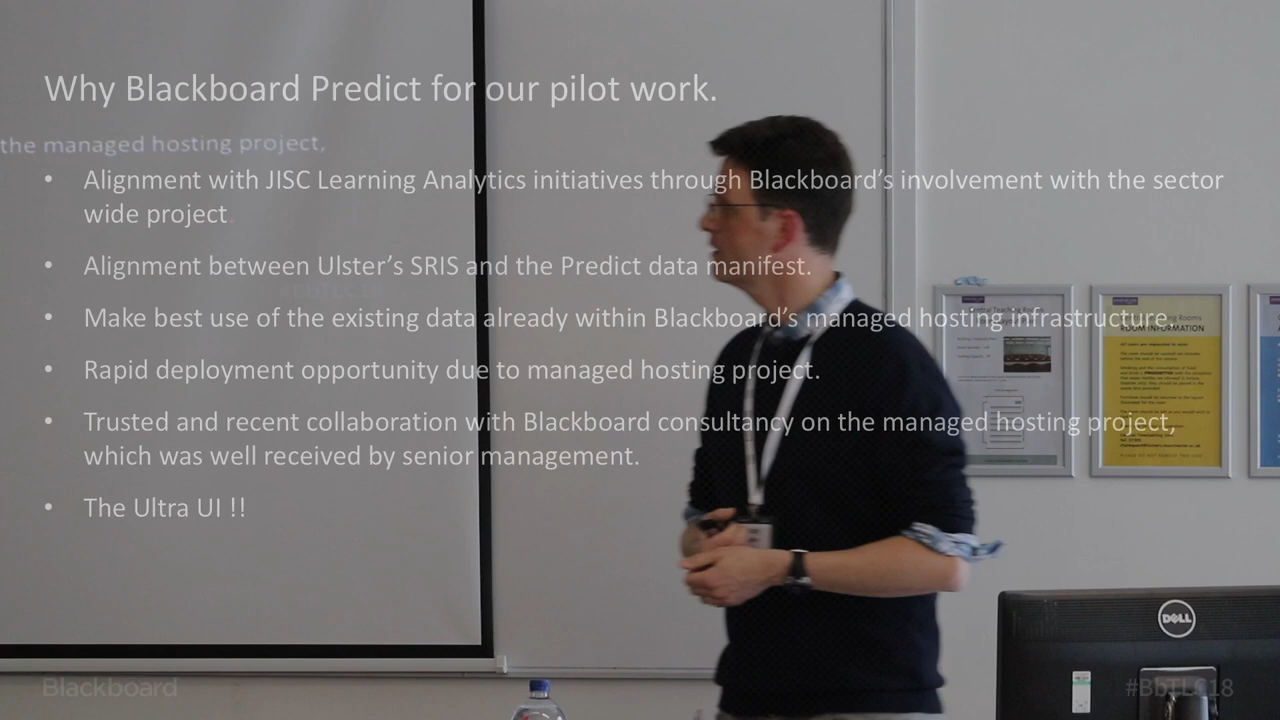 Why Blackboard Predict for our pilot work.
the managed hosting project,
• Alignment with JISC Learning Analytics initiatives through Blackboard's involvement with the sector
wide project.
• Alignment between Ulster's SRIS and the Predict data manifest.
• Make best use of the existing data already within Blackboard's managed hosting infrastructure.
• Rapid deployment opportunity due to managed hosting project.
• Trusted and recent collaboration with Blackboard consultancy on the managed hosting project,
which was well received by senior management.
• The Ultra UI !!
ROOM INFORMATION
DELL
Blackboard
#BbTLC18